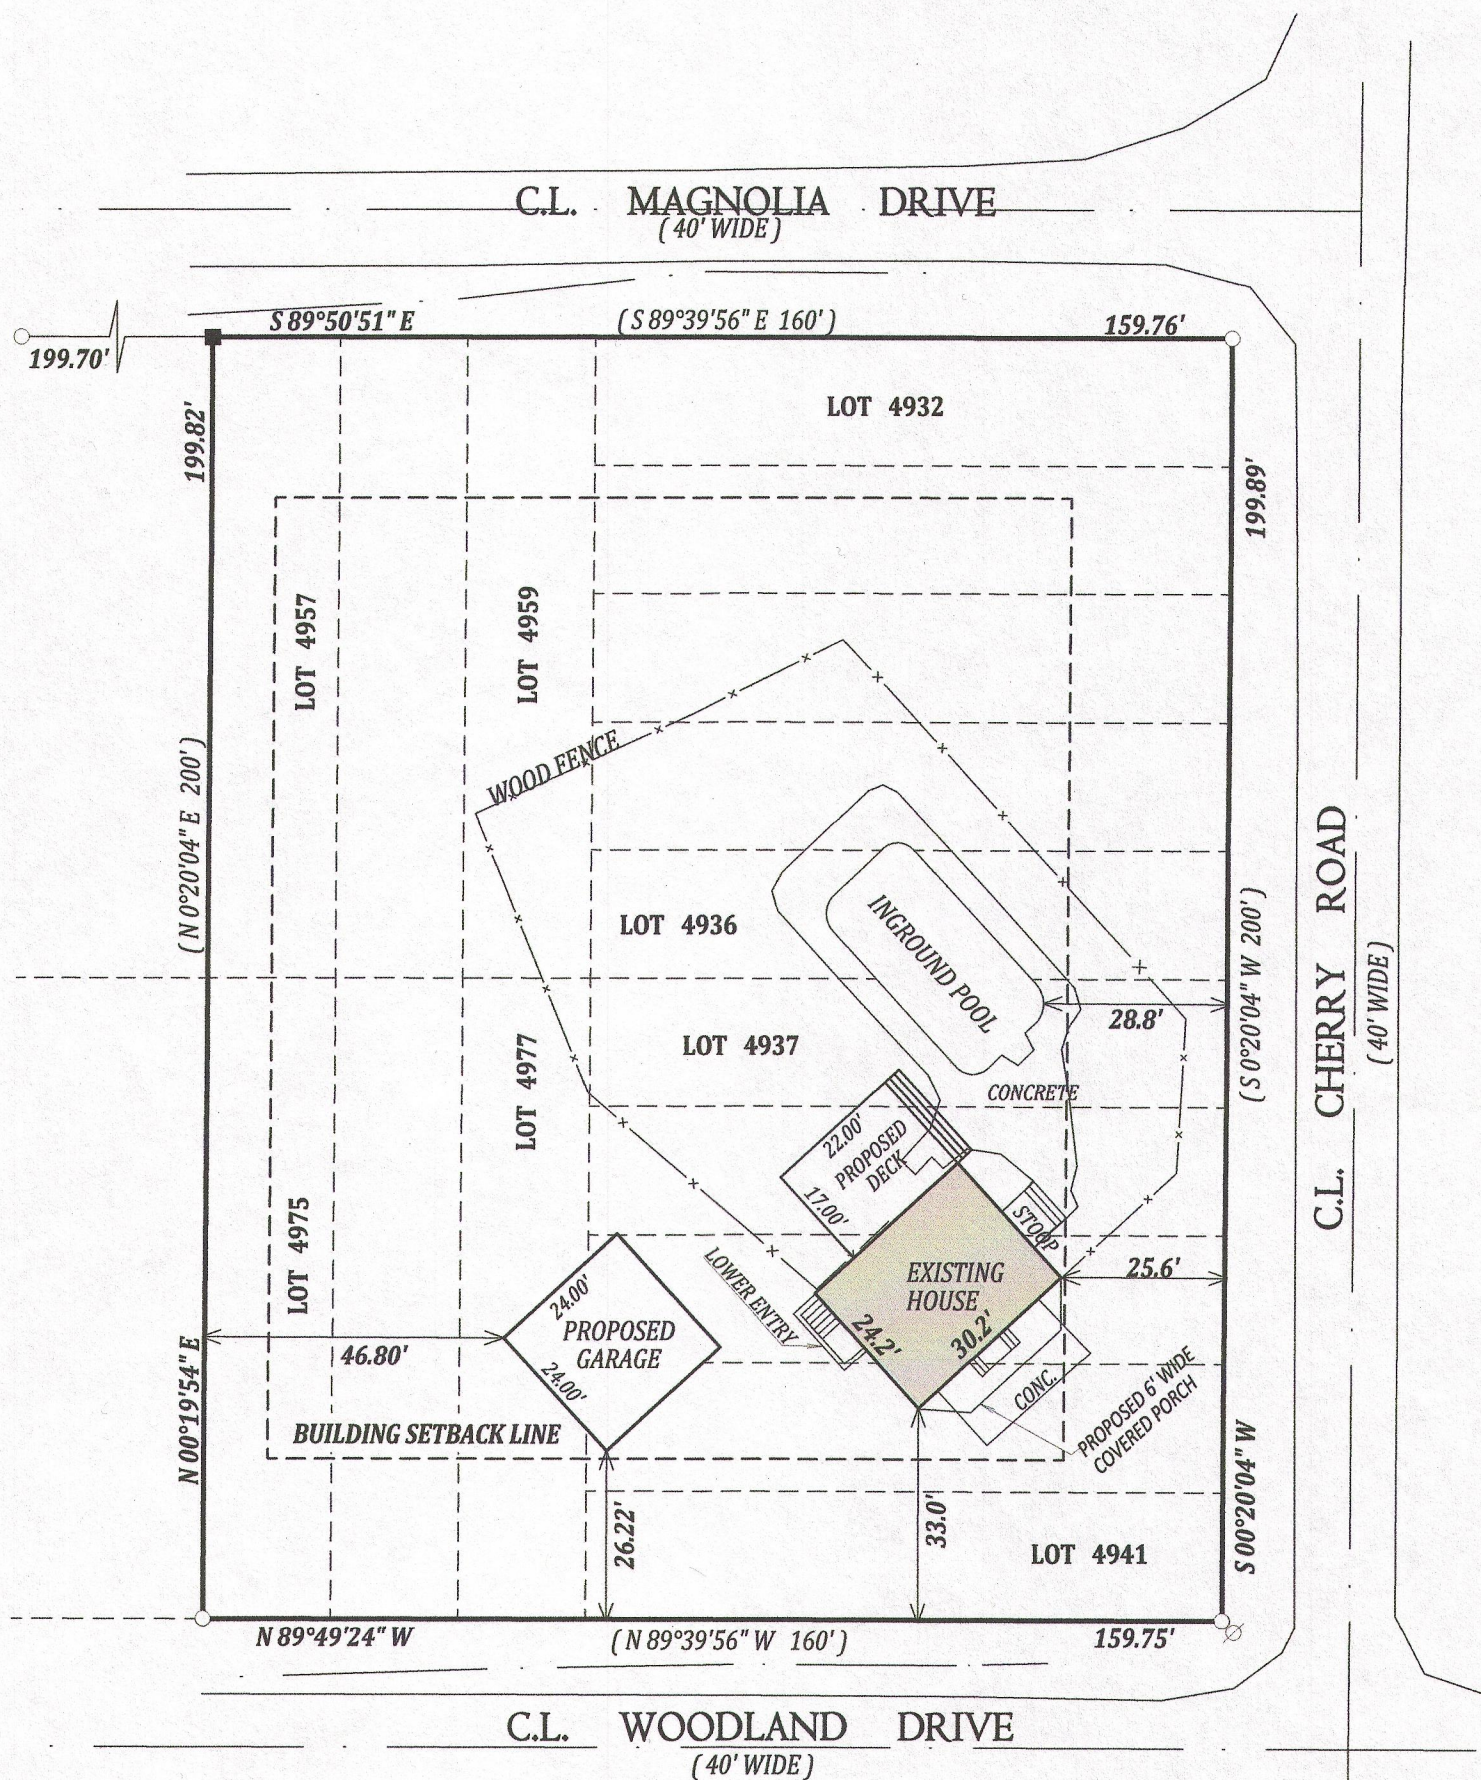 C.L. MAGNOLIA DRIVE
(40' WIDE)
S 89°50'51" E
(S 89°39'56" E 160')
159.76'
199.70'
199.82'
LOT 4932
199.89'
LOT 4957
LOT 4959
WOOD FENCE
(N 0°20'04" E 200')
LOT 4936
INGROUND POOL
C.L. CHERRY ROAD
(40' WIDE)
(S 0°20'04" W 200')
28.8'
LOT 4977
LOT 4937
CONCRETE
22.00'
PROPOSED
DECK
17.00'
STOOP
LOT 4975
LOWER ENTRY
EXISTING
HOUSE
25.6'
24.2'
30.2'
24.00'
PROPOSED
GARAGE
24.00'
46.80'
CONC.
PROPOSED 6' WIDE
COVERED PORCH
N 00°19'54" E
BUILDING SETBACK LINE
26.22'
33.0'
LOT 4941
S 00°20'04" W
N 89°49'24" W
(N 89°39'56" W 160')
159.75'
C.L. WOODLAND DRIVE
(40' WIDE)